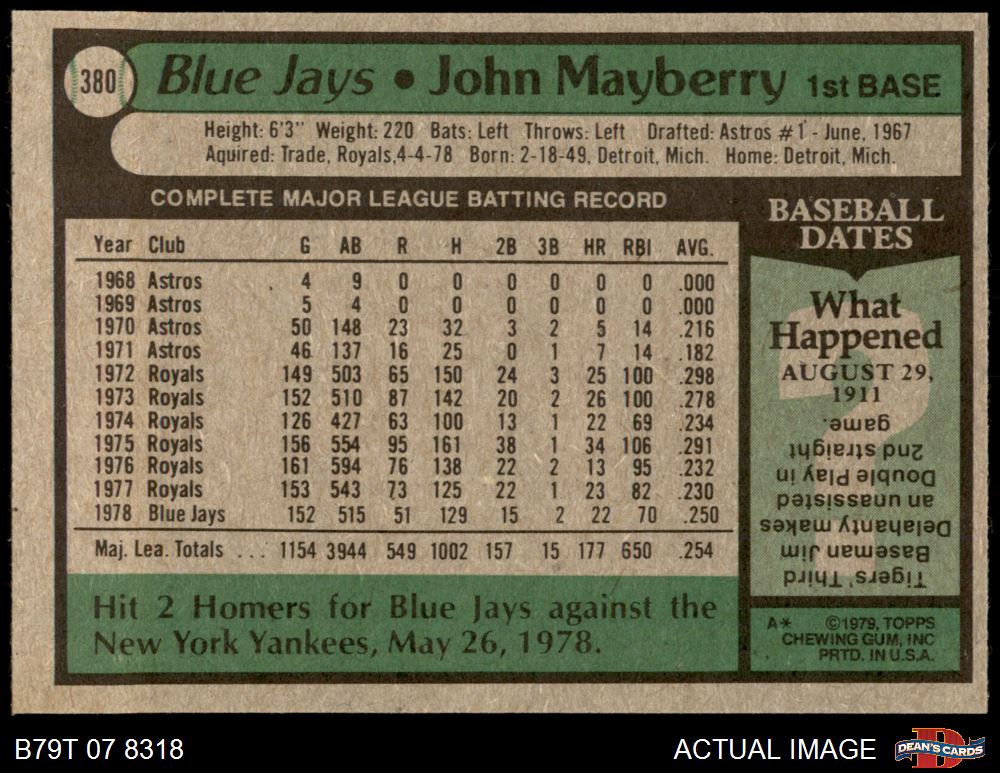 380
Blue Jays • John Mayberry 1st BASE
Height: 6'3" Weight: 220 Bats: Left Throws: Left Drafted: Astros #1 - June, 1967
Aquired: Trade, Royals,4-4-78 Born: 2-18-49, Detroit, Mich. Home: Detroit, Mich.
COMPLETE MAJOR LEAGUE BATTING RECORD
Year Club G AB R H 2B 3B HR RBI AVG.
1968 Astros 4 9 0 0 0 0 0 0 .000
1969 Astros 5 4 0 0 0 0 0 0 .000
1970 Astros 50 148 23 32 3 2 5 14 .216
1971 Astros 46 137 16 25 0 1 7 14 .182
1972 Royals 149 503 65 150 24 3 25 100 .298
1973 Royals 152 510 87 142 20 2 26 100 .278
1974 Royals 126 427 63 100 13 1 22 69 .234
1975 Royals 156 554 95 161 38 1 34 106 .291
1976 Royals 161 594 76 138 22 2 13 95 .232
1977 Royals 153 543 73 125 22 1 23 82 .230
1978 Blue Jays 152 515 51 129 15 2 22 70 .250
Maj. Lea. Totals ... 1154 3944 549 1002 157 15 177 650 .254
Hit 2 Homers for Blue Jays against the
New York Yankees, May 26, 1978.
BASEBALL
DATES
What
Happened
AUGUST 29,
1911
Tigers' Third
Baseman Jim
Delahanty makes
an unassisted
Double Play in
2nd straight
game.
A* ©1979, TOPPS
CHEWING GUM, INC
PRTD. IN U.S.A.
B79T 07 8318
ACTUAL IMAGE
DEAN'S CARDS